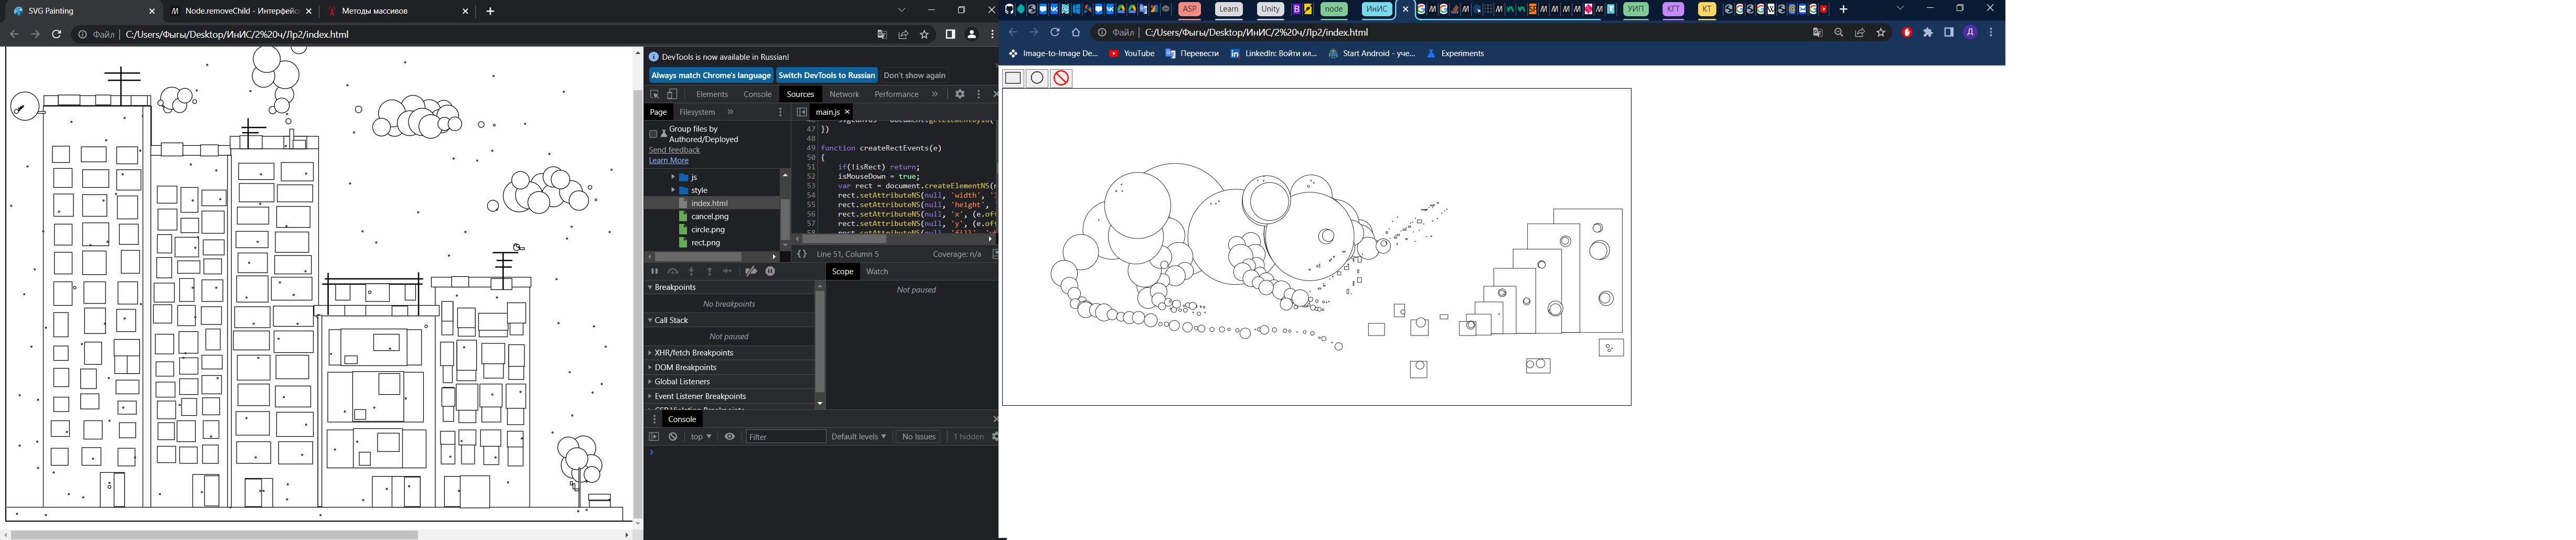 SVG Painting
Node.removeChild - Интерфейс
Методы массивов
Файл
C:/Users/Фыгы/Desktop/ИнИС/2%20ч/Лр2/index.html
DevTools is now available in Russian!
Always match Chrome's language
Switch DevTools to Russian
Don't show again
Elements
Console
Sources
Network
Performance
Page
Filesystem
main.js
Group files by
Authored/Deployed
Send feedback
Learn More
js
style
index.html
cancel.png
circle.png
rect.png
47 })
48
49 function createRectEvents(e)
50 {
51 if(!isRect) return;
52 isMouseDown = true;
53 var rect = document.createElementNS(
54 rect.setAttributeNS(null, 'width',
55 rect.setAttributeNS(null, 'height',
56 rect.setAttributeNS(null, 'x', (e.of
57 rect.setAttributeNS(null, 'y', (e.of
{} Line 51, Column 5
Coverage: n/a
Scope
Watch
Not paused
Breakpoints
No breakpoints
Call Stack
Not paused
XHR/fetch Breakpoints
DOM Breakpoints
Global Listeners
Event Listener Breakpoints
Console
top
Filter
Default levels
No Issues
1 hidden
ASP
Learn
Unity
node
ИнИС
УИП
КГТ
КТ
Файл
C:/Users/Фыгы/Desktop/ИнИС/2%20ч/Лр2/index.html
Image-to-Image De...
YouTube
Перевести
LinkedIn: Войти ил...
Start Android - уче...
Experiments